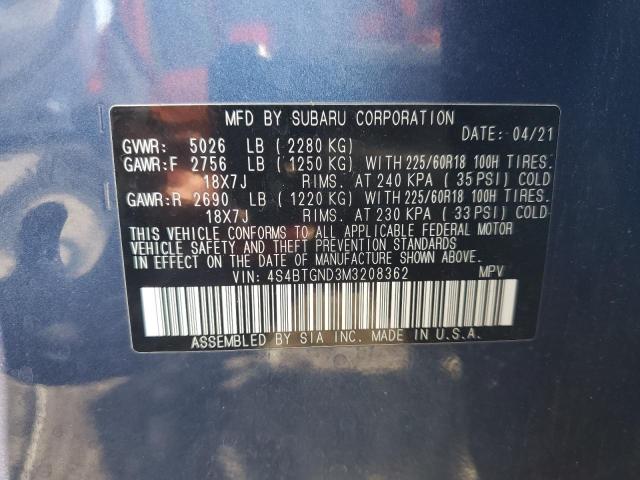 MFD BY SUBARU CORPORATION
DATE: 04/21
GVWR: 5026 LB (2280 KG)
GAWR:F 2756 LB (1250 KG) WITH 225/60R18 100H TIRES.
18X7J RIMS. AT 240 KPA (35 PSI) COLD
GAWR:R 2690 LB (1220 KG) WITH 225/60R18 100H TIRES.
18X7J RIMS. AT 230 KPA (33 PSI) COLD
THIS VEHICLE CONFORMS TO ALL APPLICABLE FEDERAL MOTOR
VEHICLE SAFETY AND THEFT PREVENTION STANDARDS
IN EFFECT ON THE DATE OF MANUFACTURE SHOWN ABOVE.
VIN: 4S4BTGND3M3208362 MPV
ASSEMBLED BY SIA INC. MADE IN U.S.A.